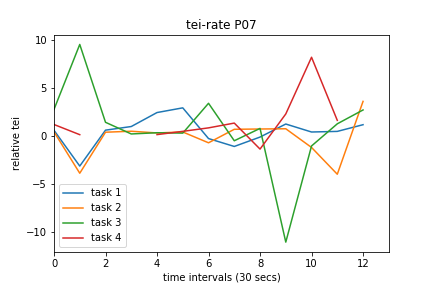 tei-rate P07
10
5
0
−5
−10
relative tei
task 1
task 2
task 3
task 4
0 2 4 6 8 10 12
time intervals (30 secs)